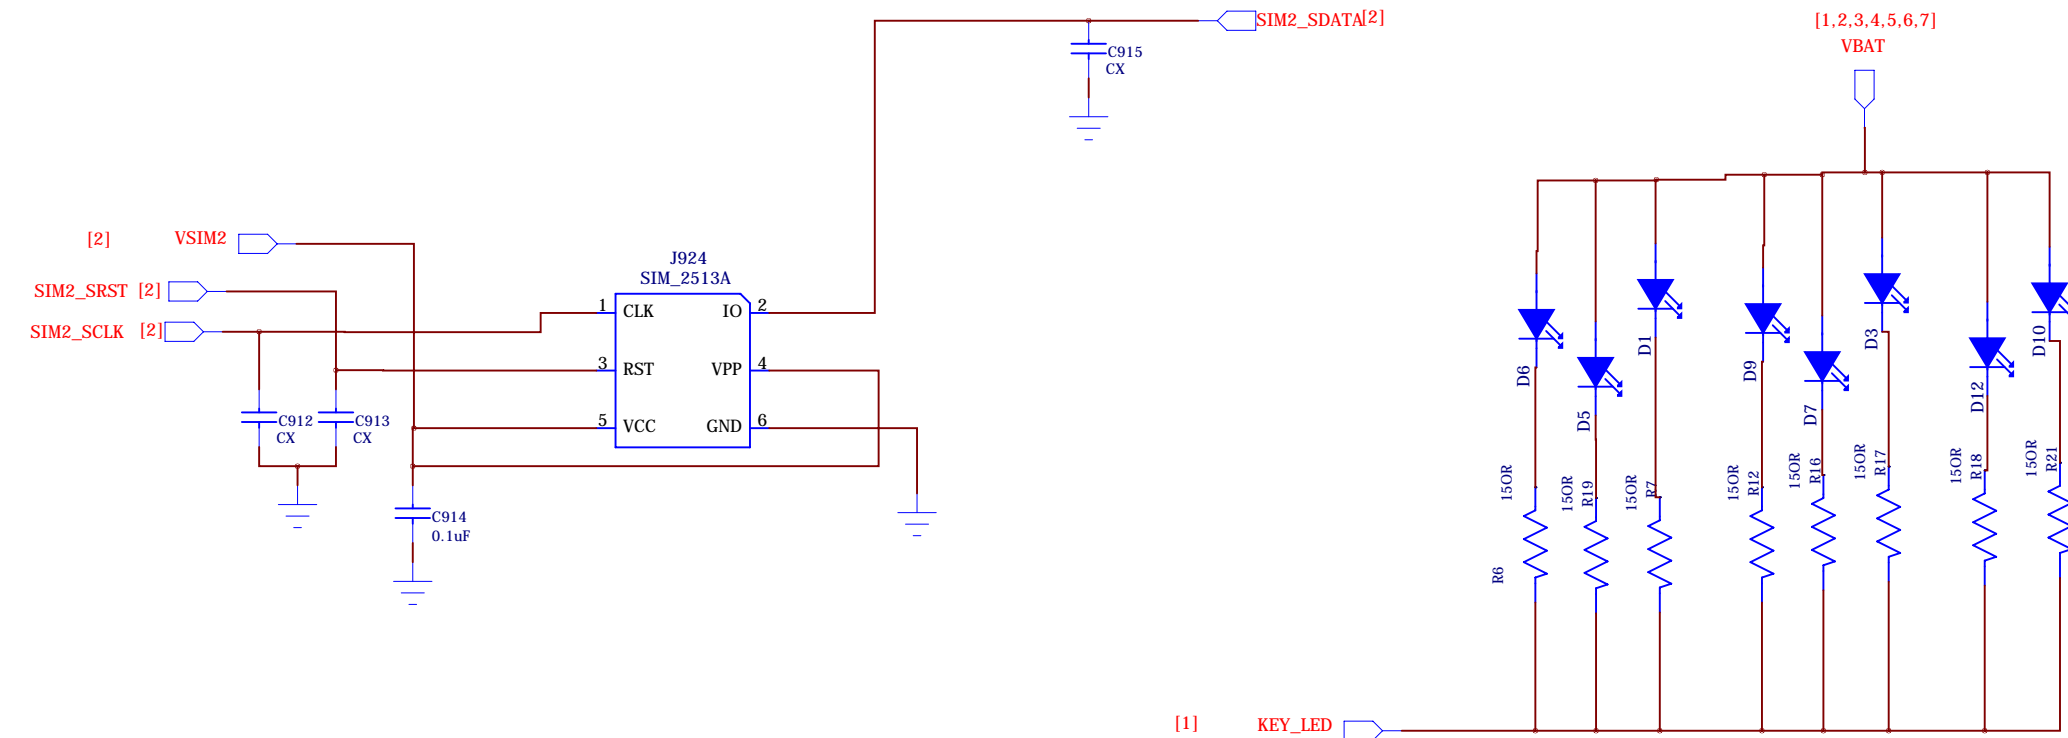 SIM2_SDATA[2]
C915
CX
[1,2,3,4,5,6,7]
VBAT
[2] VSIM2
SIM2_SRST [2]
SIM2_SCLK [2]
J924
SIM_2513A
1 CLK IO 2
3 RST VPP 4
5 VCC GND 6
C912
CX
C913
CX
C914
0.1uF
D6
D5
D1
D9
D7
D3
D12
D10
15OR
R6
15OR
R19
15OR
R7
15OR
R12
15OR
R16
15OR
R17
15OR
R18
15OR
R21
[1] KEY_LED